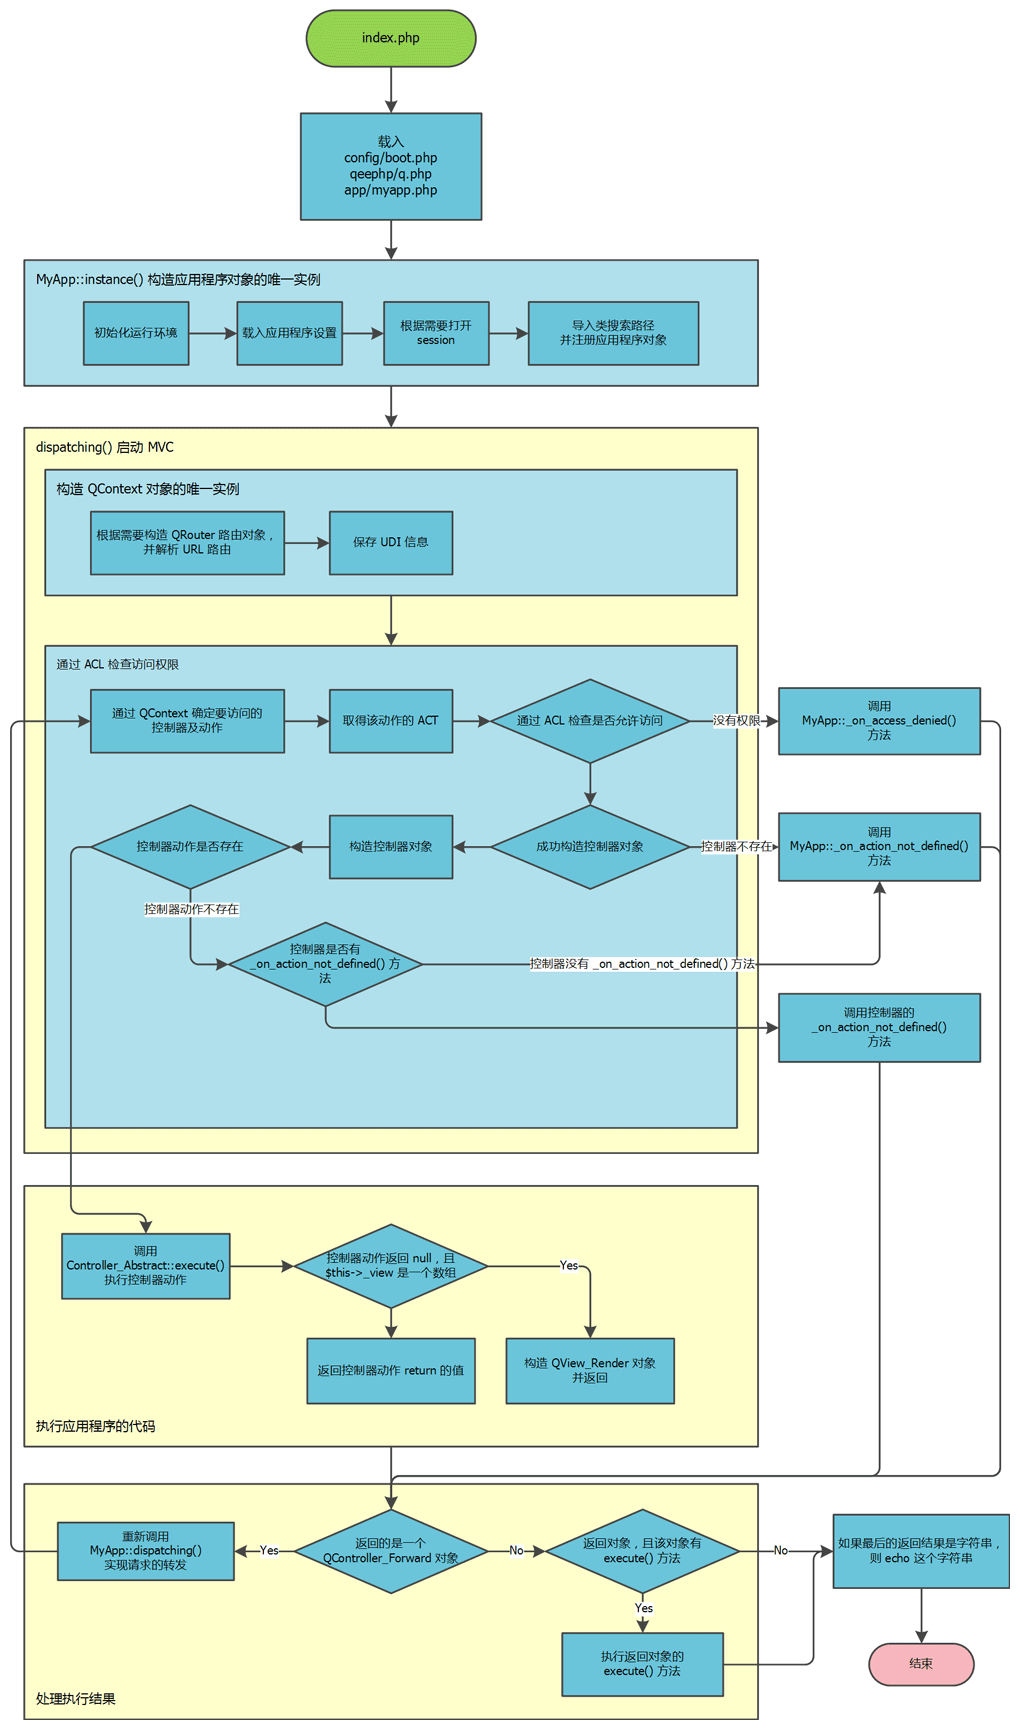 index.php
载入
config/boot.php
qeephp/q.php
app/myapp.php
MyApp::instance() 构造应用程序对象的唯一实例
初始化运行环境
载入应用程序设置
根据需要打开
session
导入类搜索路径
并注册应用程序对象
dispatching() 启动 MVC
构造 QContext 对象的唯一实例
根据需要构造 QRouter 路由对象，
并解析 URL 路由
保存 UDI 信息
通过 ACL 检查访问权限
通过 QContext 确定要访问的
控制器及动作
取得该动作的 ACT
通过 ACL 检查是否允许访问
没有权限
调用
MyApp::_on_access_denied()
方法
控制器动作是否存在
构造控制器对象
成功构造控制器对象
控制器不存在
调用
MyApp::_on_action_not_defined()
方法
控制器动作不存在
控制器是否有
_on_action_not_defined() 方
法
控制器没有 _on_action_not_defined() 方法
调用控制器的
_on_action_not_defined()
方法
调用
Controller_Abstract::execute()
执行控制器动作
控制器动作返回 null，且
$this->_view 是一个数组
Yes
返回控制器动作 return 的值
构造 QView_Render 对象
并返回
执行应用程序的代码
重新调用
MyApp::dispatching()
实现请求的转发
Yes
返回的是一个
QController_Forward 对象
No
返回对象，且该对象有
execute() 方法
No
如果最后的返回结果是字符串，
则 echo 这个字符串
Yes
执行返回对象的
execute() 方法
结束
处理执行结果